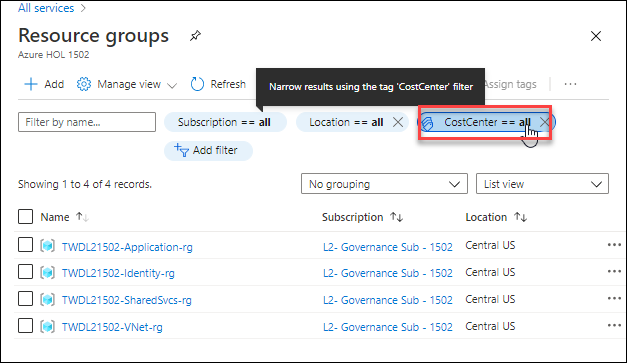 All services >
Resource groups
Azure HOL 1502
Add Manage view Refresh Assign tags ...
Narrow results using the tag 'CostCenter' filter
Filter by name... Subscription == all Location == all CostCenter == all
Add filter
Showing 1 to 4 of 4 records. No grouping List view
Name Subscription Location
TWDL21502-Application-rg L2- Governance Sub - 1502 Central US ...
TWDL21502-Identity-rg L2- Governance Sub - 1502 Central US ...
TWDL21502-SharedSvcs-rg L2- Governance Sub - 1502 Central US ...
TWDL21502-VNet-rg L2- Governance Sub - 1502 Central US ...